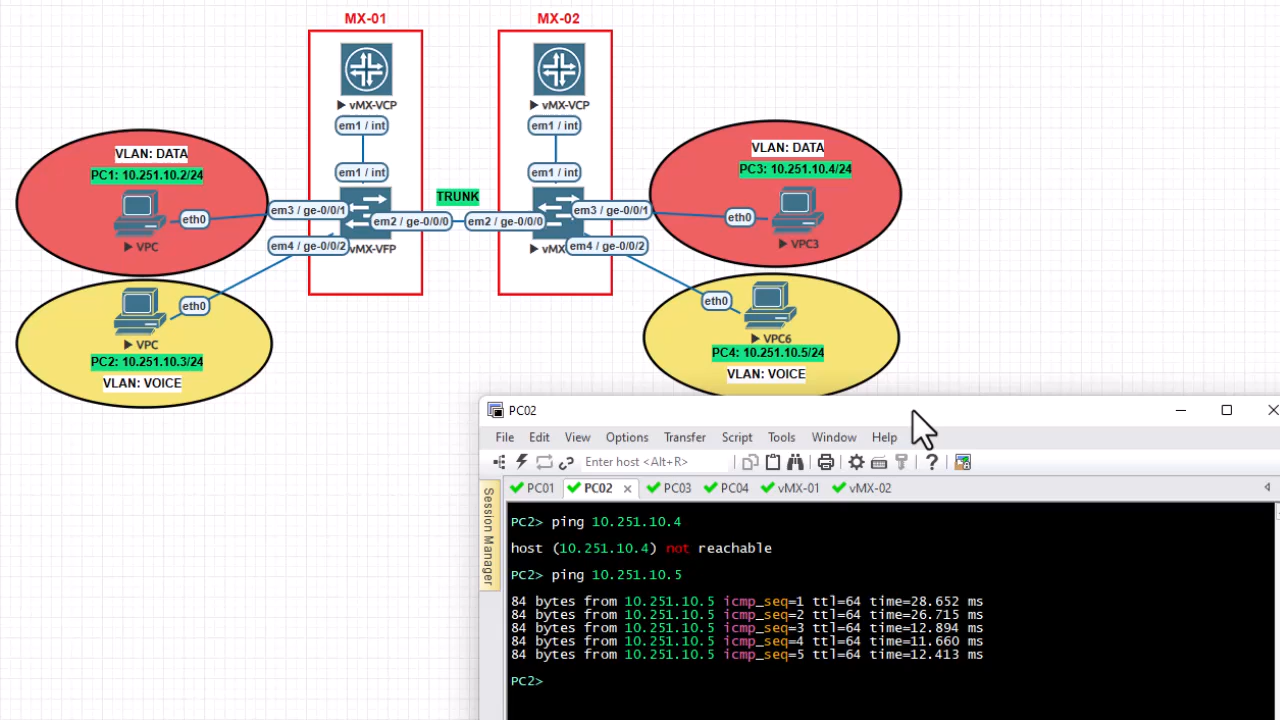 MX-01
MX-02
vMX-VCP
vMX-VCP
em1 / int
em1 / int
VLAN: DATA
PC1: 10.251.10.2/24
VLAN: DATA
PC3: 10.251.10.4/24
em1 / int
em1 / int
TRUNK
eth0
em3 / ge-0/0/1
em2 / ge-0/0/0
em2 / ge-0/0/0
em3 / ge-0/0/1
eth0
VPC
em4 / ge-0/0/2
vMX-VFP
vMX
em4 / ge-0/0/2
VPC3
eth0
VPC
PC2: 10.251.10.3/24
VLAN: VOICE
eth0
VPC6
PC4: 10.251.10.5/24
VLAN: VOICE
PC02
File Edit View Options Transfer Script Tools Window Help
Enter host <Alt+R>
PC01 PC02 PC03 PC04 vMX-01 vMX-02
Session Manager
PC2> ping 10.251.10.4
host (10.251.10.4) not reachable
PC2> ping 10.251.10.5
84 bytes from 10.251.10.5 icmp_seq=1 ttl=64 time=28.652 ms
84 bytes from 10.251.10.5 icmp_seq=2 ttl=64 time=26.715 ms
84 bytes from 10.251.10.5 icmp_seq=3 ttl=64 time=12.894 ms
84 bytes from 10.251.10.5 icmp_seq=4 ttl=64 time=11.660 ms
84 bytes from 10.251.10.5 icmp_seq=5 ttl=64 time=12.413 ms
PC2>